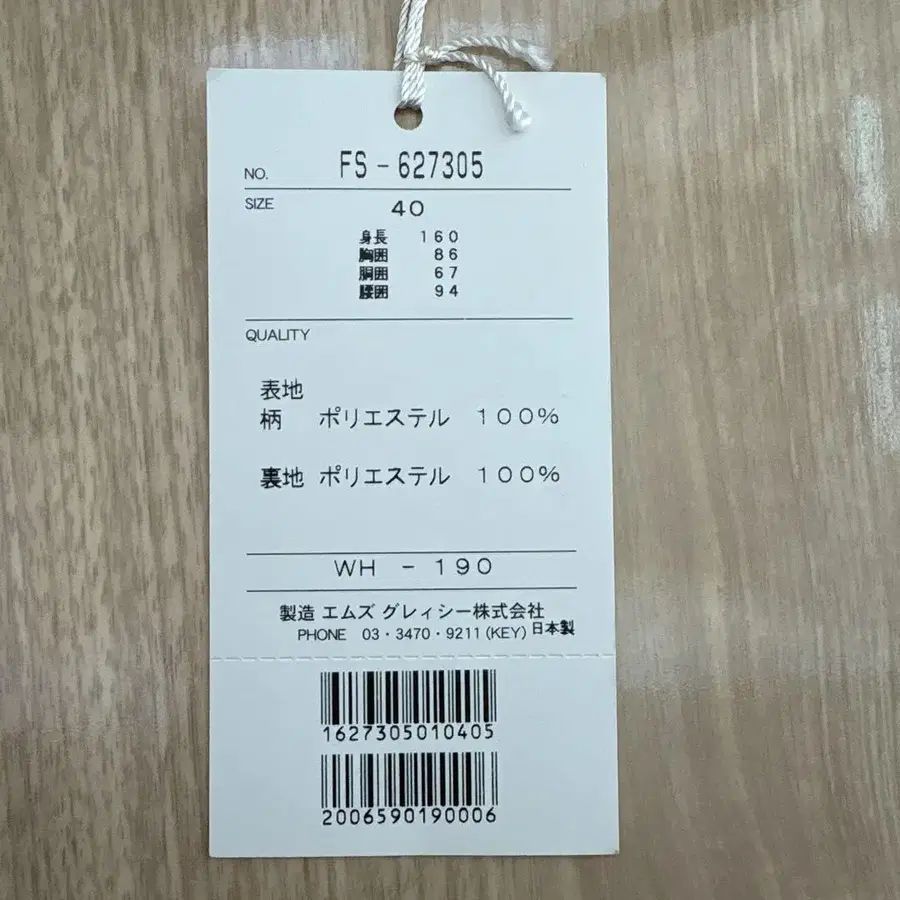 NO. FS-627305
SIZE 40
身長 160
胸囲 86
胴囲 67
腰囲 94
QUALITY
表地
柄 ポリエステル 100%
裏地 ポリエステル 100%
WH - 190
製造 エムズ グレィシー株式会社
PHONE 03・3470・9211(KEY) 日本製
1627305010405
2006590190006